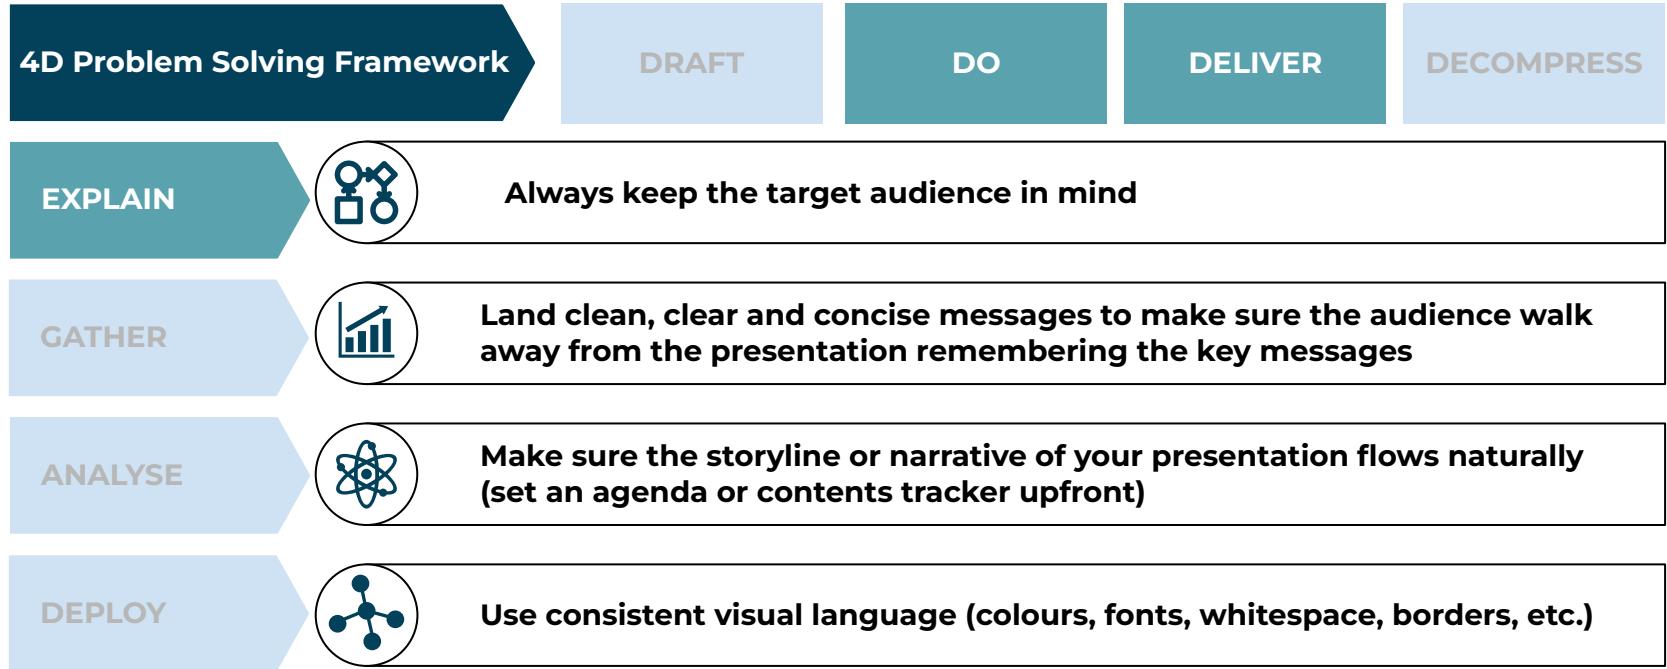 4D Problem Solving Framework
DRAFT
DO
DELIVER
DECOMPRESS
EXPLAIN
Always keep the target audience in mind
GATHER
Land clean, clear and concise messages to make sure the audience walk
away from the presentation remembering the key messages
ANALYSE
Make sure the storyline or narrative of your presentation flows naturally
(set an agenda or contents tracker upfront)
DEPLOY
Use consistent visual language (colours, fonts, whitespace, borders, etc.)